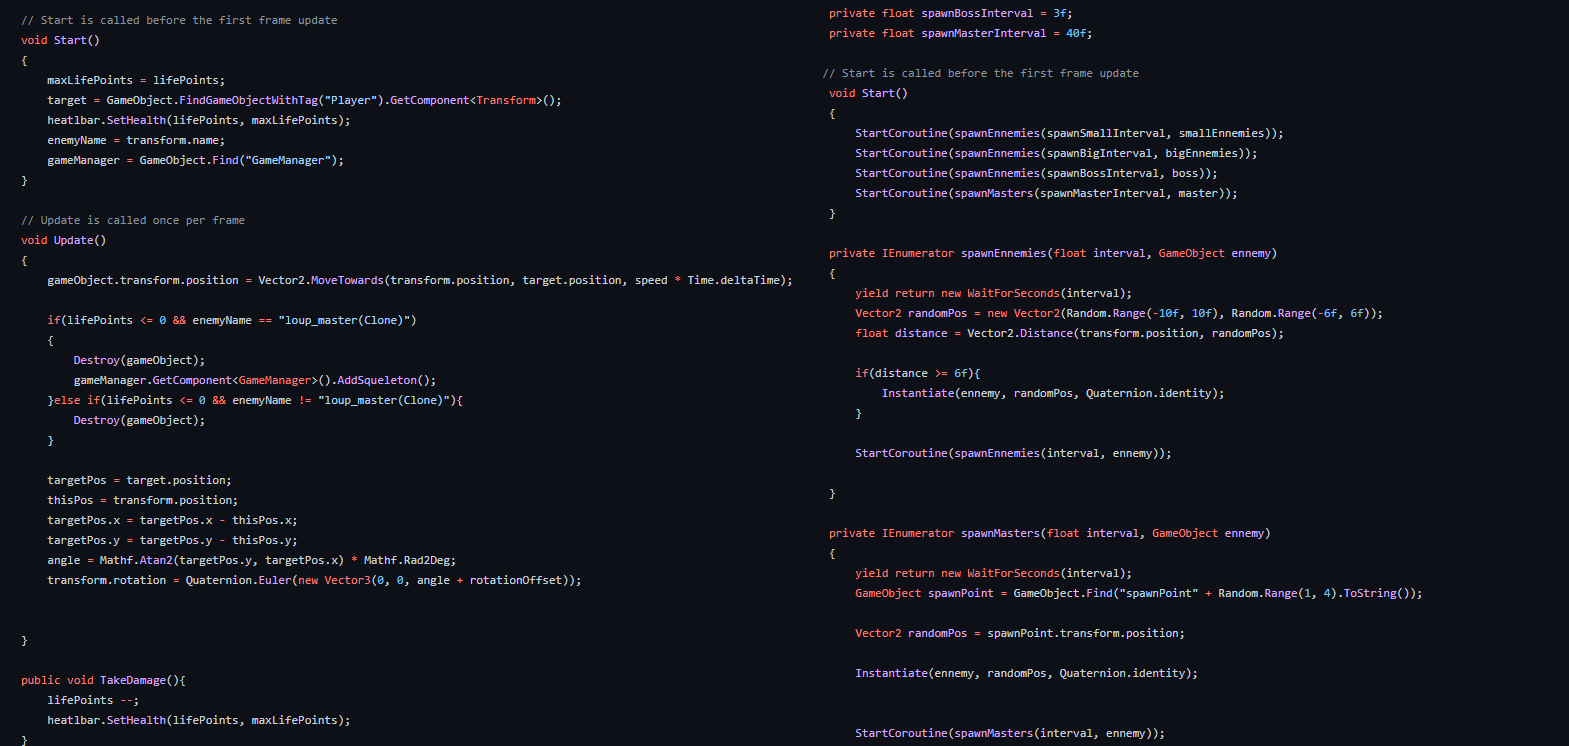 // Start is called before the first frame update
void Start()
{
maxLifePoints = lifePoints;
target = GameObject.FindGameObjectWithTag("Player").GetComponent<Transform>();
heatlbar.SetHealth(lifePoints, maxLifePoints);
enemyName = transform.name;
gameManager = GameObject.Find("GameManager");
}
// Update is called once per frame
void Update()
{
gameObject.transform.position = Vector2.MoveTowards(transform.position, target.position, speed * Time.deltaTime);
if(lifePoints <= 0 && enemyName == "loup_master(Clone)")
{
Destroy(gameObject);
gameManager.GetComponent<GameManager>().AddSqueleton();
}else if(lifePoints <= 0 && enemyName != "loup_master(Clone)"){
Destroy(gameObject);
}
targetPos = target.position;
thisPos = transform.position;
targetPos.x = targetPos.x - thisPos.x;
targetPos.y = targetPos.y - thisPos.y;
angle = Mathf.Atan2(targetPos.y, targetPos.x) * Mathf.Rad2Deg;
transform.rotation = Quaternion.Euler(new Vector3(0, 0, angle + rotationOffset));
}
public void TakeDamage(){
lifePoints --;
heatlbar.SetHealth(lifePoints, maxLifePoints);
}
private float spawnBossInterval = 3f;
private float spawnMasterInterval = 40f;
// Start is called before the first frame update
void Start()
{
StartCoroutine(spawnEnnemies(spawnSmallInterval, smallEnnemies));
StartCoroutine(spawnEnnemies(spawnBigInterval, bigEnnemies));
StartCoroutine(spawnEnnemies(spawnBossInterval, boss));
StartCoroutine(spawnMasters(spawnMasterInterval, master));
}
private IEnumerator spawnEnnemies(float interval, GameObject ennemy)
{
yield return new WaitForSeconds(interval);
Vector2 randomPos = new Vector2(Random.Range(-10f, 10f), Random.Range(-6f, 6f));
float distance = Vector2.Distance(transform.position, randomPos);
if(distance >= 6f){
Instantiate(ennemy, randomPos, Quaternion.identity);
}
StartCoroutine(spawnEnnemies(interval, ennemy));
}
private IEnumerator spawnMasters(float interval, GameObject ennemy)
{
yield return new WaitForSeconds(interval);
GameObject spawnPoint = GameObject.Find("spawnPoint" + Random.Range(1, 4).ToString());
Vector2 randomPos = spawnPoint.transform.position;
Instantiate(ennemy, randomPos, Quaternion.identity);
StartCoroutine(spawnMasters(interval, ennemy));